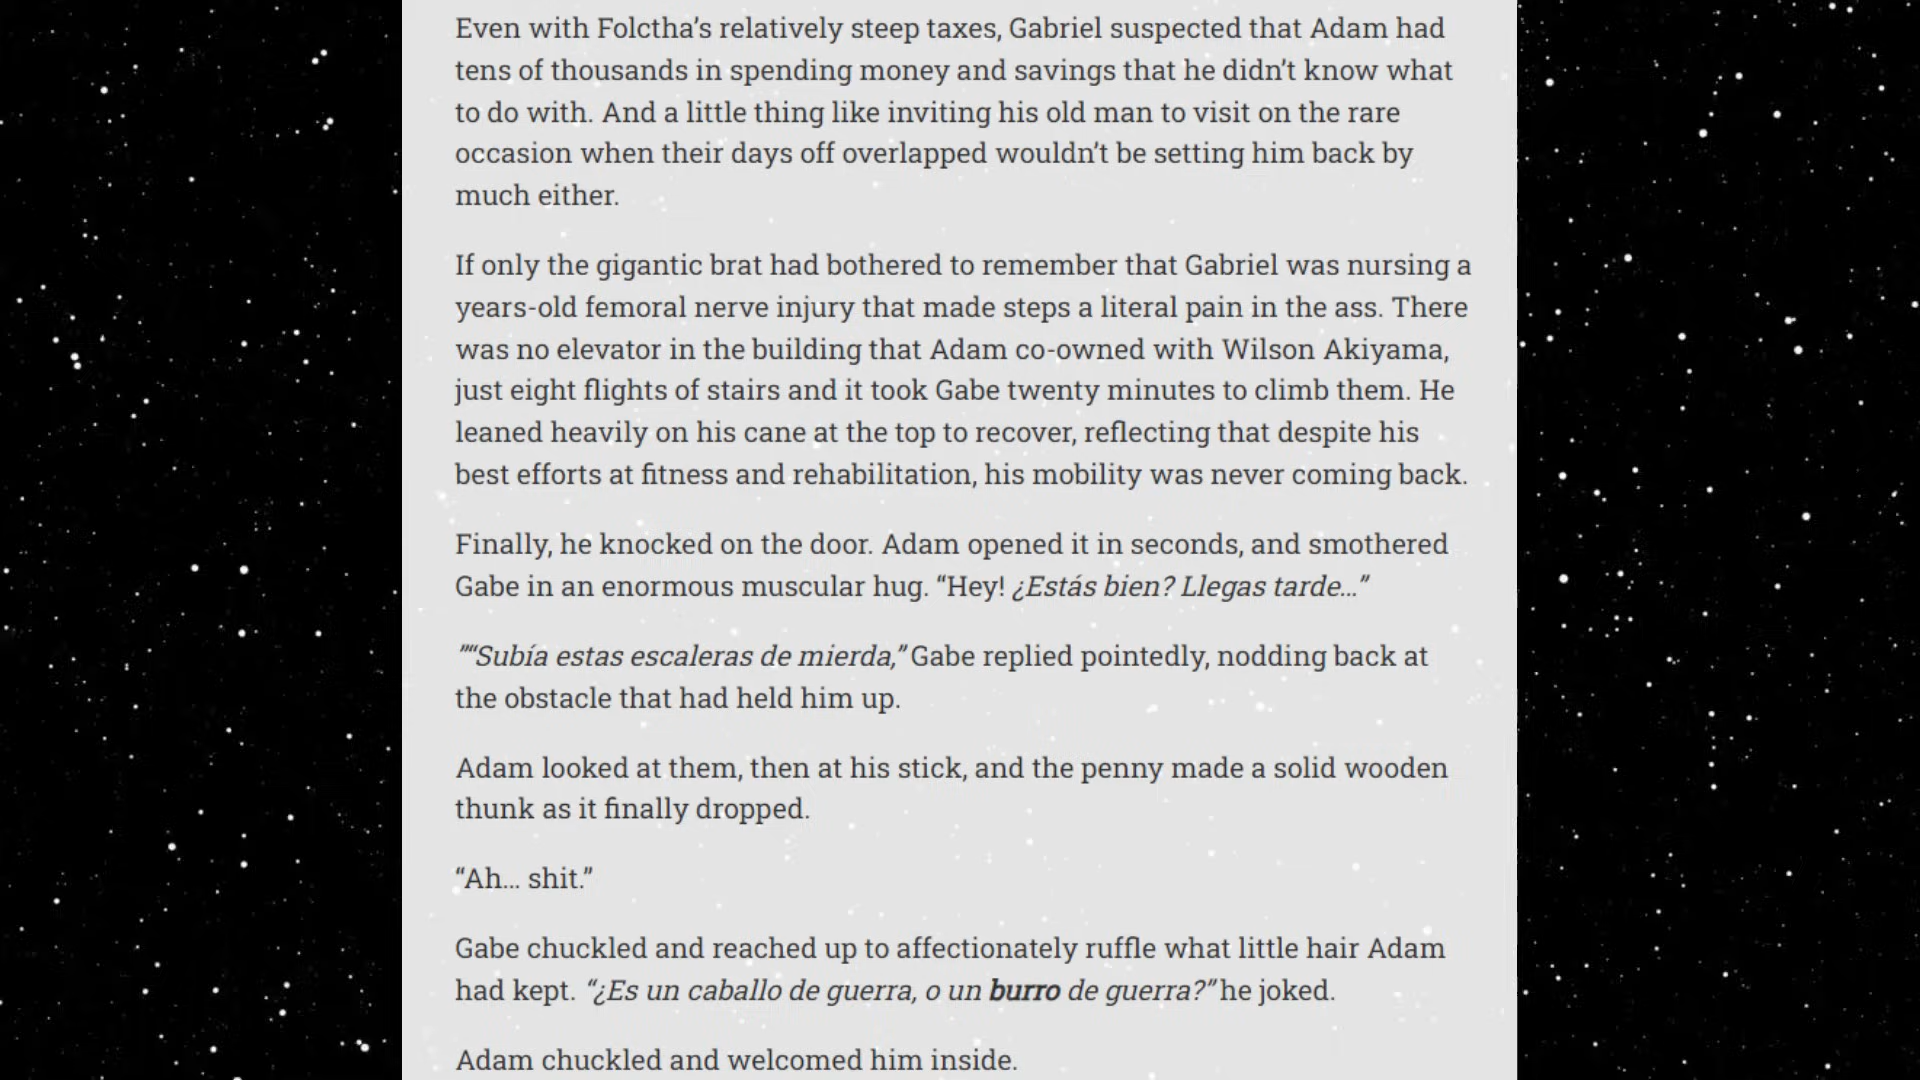 Even with Folctha’s relatively steep taxes, Gabriel suspected that Adam had
tens of thousands in spending money and savings that he didn’t know what
to do with. And a little thing like inviting his old man to visit on the rare
occasion when their days off overlapped wouldn’t be setting him back by
much either.
If only the gigantic brat had bothered to remember that Gabriel was nursing a
years-old femoral nerve injury that made steps a literal pain in the ass. There
was no elevator in the building that Adam co-owned with Wilson Akiyama,
just eight flights of stairs and it took Gabe twenty minutes to climb them. He
leaned heavily on his cane at the top to recover, reflecting that despite his
best efforts at fitness and rehabilitation, his mobility was never coming back.
Finally, he knocked on the door. Adam opened it in seconds, and smothered
Gabe in an enormous muscular hug. “Hey! ¿Estás bien? Llegas tarde…”
”“Subía estas escaleras de mierda,” Gabe replied pointedly, nodding back at
the obstacle that had held him up.
Adam looked at them, then at his stick, and the penny made a solid wooden
thunk as it finally dropped.
“Ah… shit.”
Gabe chuckled and reached up to affectionately ruffle what little hair Adam
had kept. “¿Es un caballo de guerra, o un burro de guerra?” he joked.
Adam chuckled and welcomed him inside.